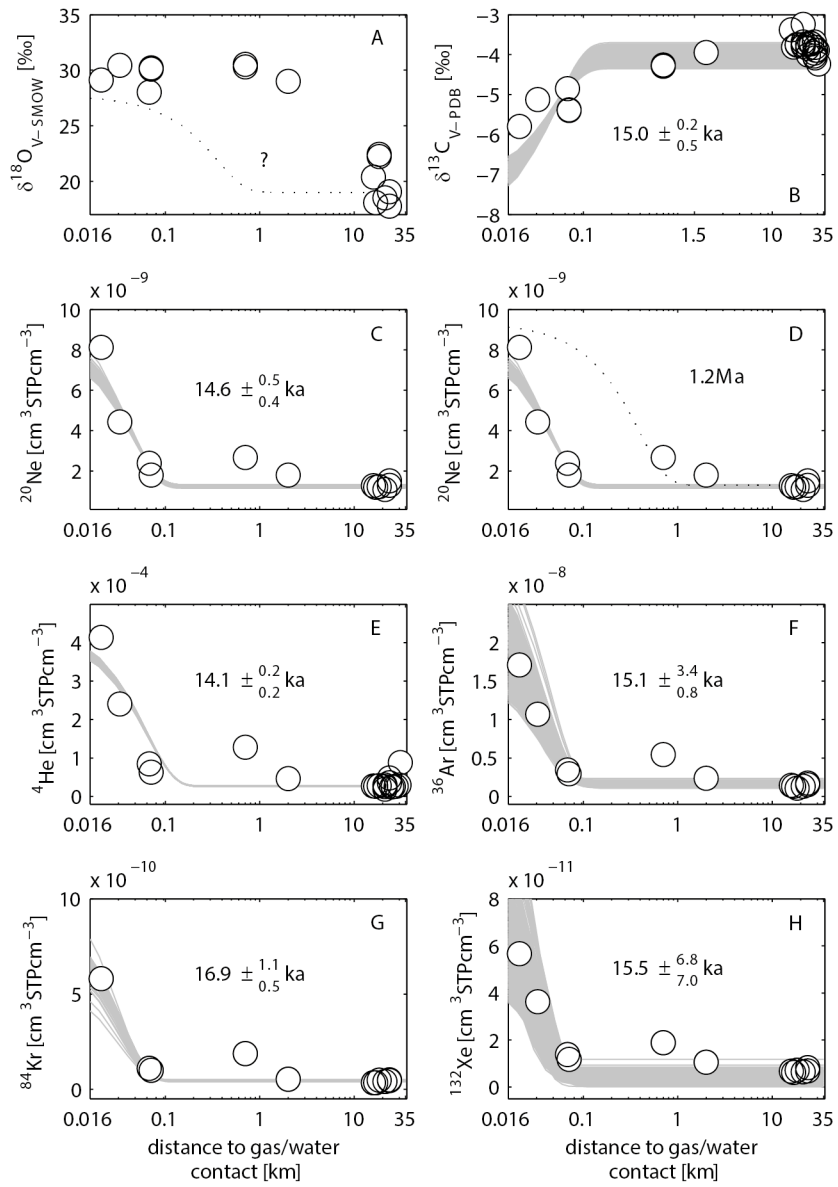 A
δ18O V–SMOW [‰]
35
30
25
20
?
0.016 0.1 1 10 35
B
δ13C V–PDB [‰]
−3
−4
−5
−6
−7
−8
15.0 ± 0.2 0.5 ka
0.016 0.1 1.5 10 35
x 10 −9
C
20Ne [cm 3STPcm−3]
10
8
6
4
2
14.6 ± 0.5 0.4 ka
0.016 0.1 1 10 35
x 10 −9
D
20Ne [cm 3STPcm−3]
10
8
6
4
2
1.2Ma
0.016 0.1 1 10 35
x 10 −4
E
4He [cm 3STPcm−3]
4
3
2
1
0
14.1 ± 0.2 0.2 ka
0.016 0.1 1 10 35
x 10 −8
F
36Ar [cm 3STPcm−3]
2
1.5
1
0.5
0
15.1 ± 3.4 0.8 ka
0.016 0.1 1 10 35
x 10 −10
G
84Kr [cm 3STPcm−3]
10
5
0
16.9 ± 1.1 0.5 ka
0.016 0.1 1 10 35
distance to gas/water
contact [km]
x 10 −11
H
132Xe [cm 3STPcm−3]
8
6
4
2
0
15.5 ± 6.8 7.0 ka
0.016 0.1 1 10 35
distance to gas/water
contact [km]